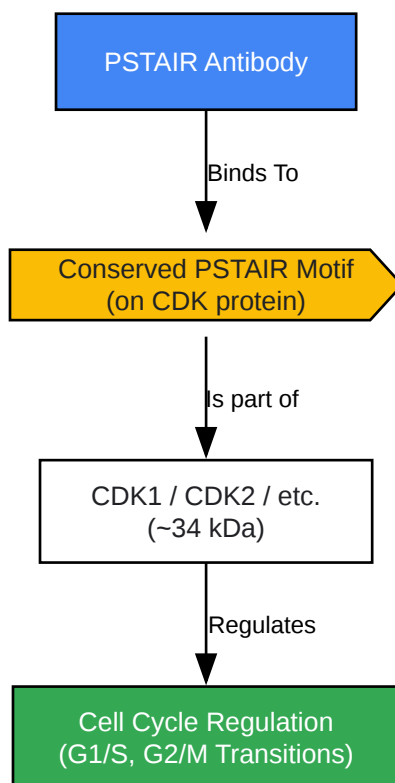 PSTAIR Antibody
Binds To
Conserved PSTAIR Motif
(on CDK protein)
Is part of
CDK1 / CDK2 / etc.
(~34 kDa)
Regulates
Cell Cycle Regulation
(G1/S, G2/M Transitions)